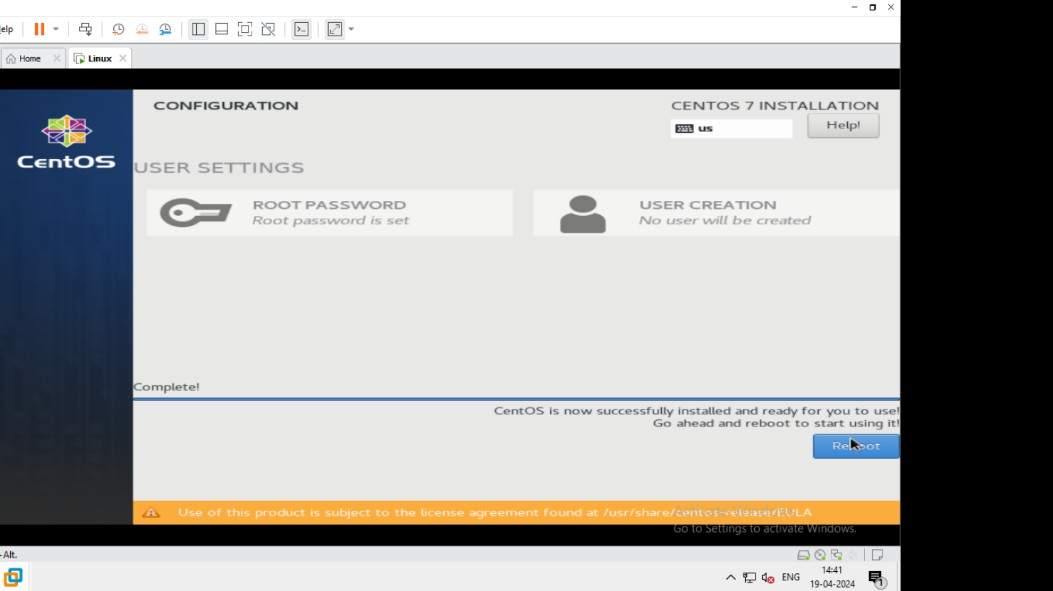 elp
Home
Linux
CONFIGURATION
CENTOS 7 INSTALLATION
us
Help!
CentOS
USER SETTINGS
ROOT PASSWORD
Root password is set
USER CREATION
No user will be created
Complete!
CentOS is now successfully installed and ready for you to use!
Go ahead and reboot to start using it!
Reboot
Use of this product is subject to the license agreement found at /usr/share/centos-release/EULA
Go to Settings to activate Windows.
Alt.
ENG
14:41
19-04-2024
1